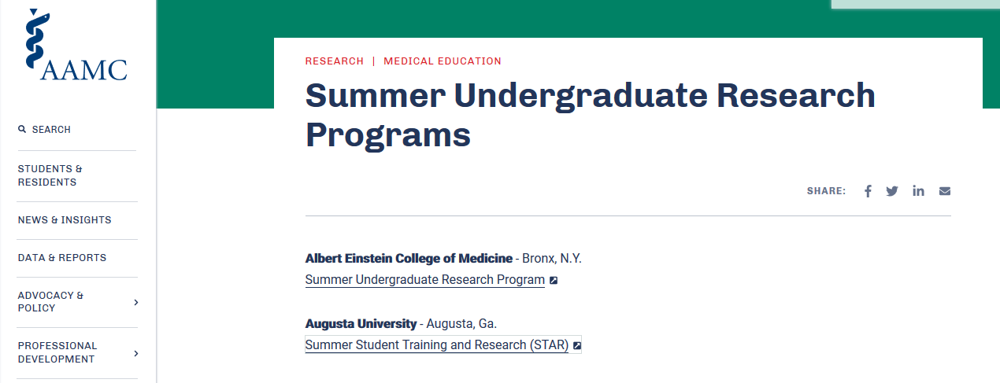 AAMC
SEARCH
STUDENTS &
RESIDENTS
NEWS & INSIGHTS
DATA & REPORTS
ADVOCACY &
POLICY
PROFESSIONAL
DEVELOPMENT
RESEARCH | MEDICAL EDUCATION
Summer Undergraduate Research
Programs
SHARE:
Albert Einstein College of Medicine - Bronx, N.Y.
Summer Undergraduate Research Program
Augusta University - Augusta, Ga.
Summer Student Training and Research (STAR)